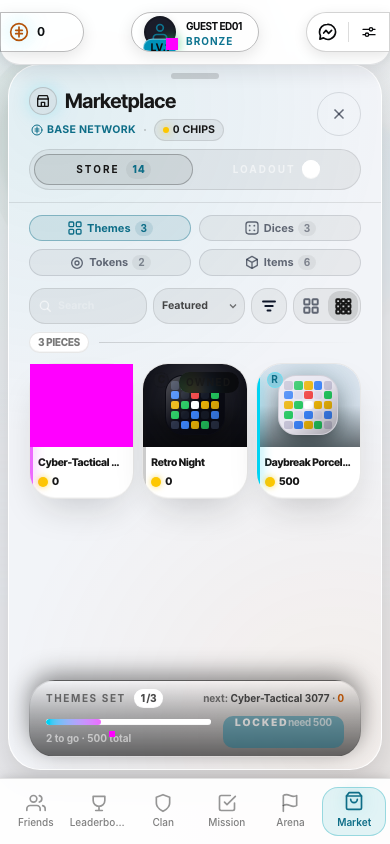 0
GUEST ED01
LV.
BRONZE
Marketplace
BASE NETWORK · 0 CHIPS
STORE 14
LOADOUT
Themes 3
Dices 3
Tokens 2
Items 6
Search...
Featured
3 PIECES
R
Cyber-Tactical ...
0
Retro Night
0
Daybreak Porcel...
500
THEMES SET 1/3
next: Cyber-Tactical 3077 · 0
LOCKED need 500
2 to go · 500 total
Friends
Leaderbo...
Clan
Mission
Arena
Market